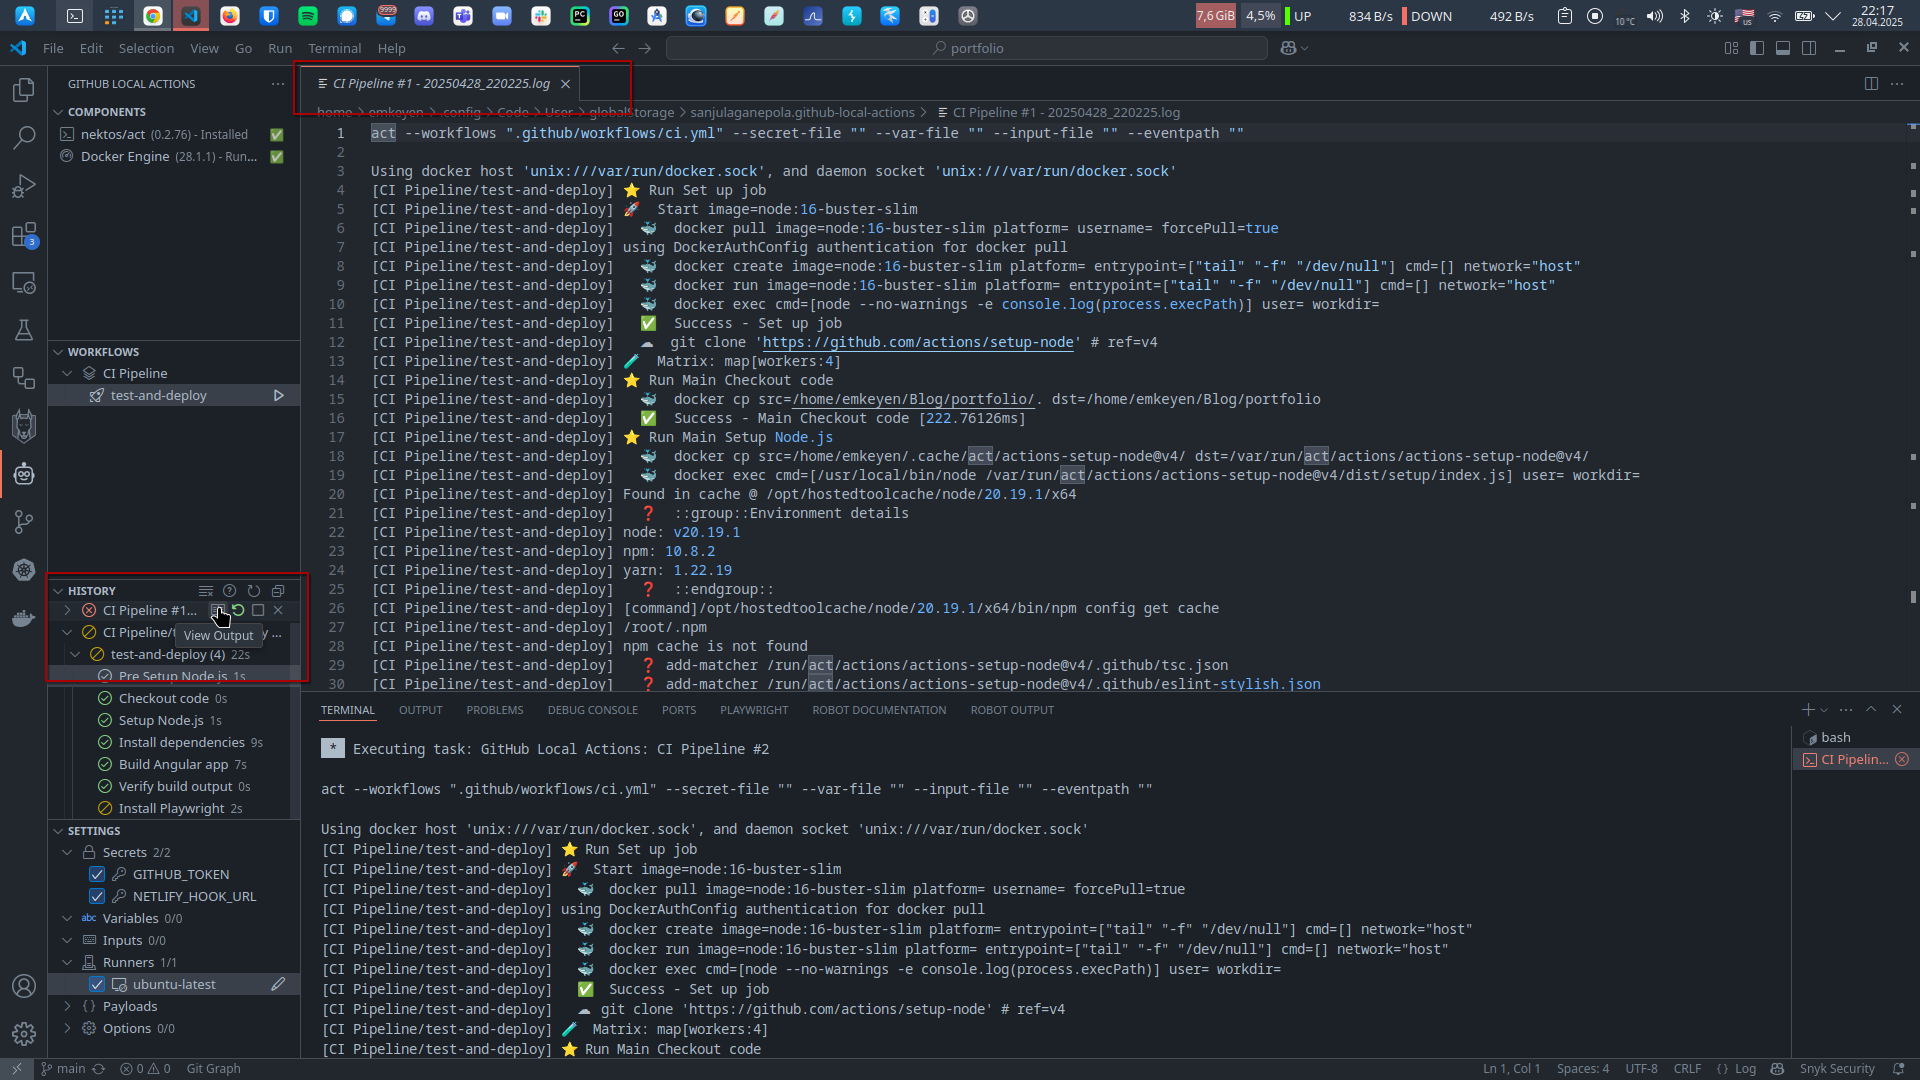 9999
PC
GO
7,6 GiB
4,5%
UP
834 B/s
DOWN
492 B/s
10°C
US
22:17
28.04.2025
File Edit Selection View Go Run Terminal Help
portfolio
GITHUB LOCAL ACTIONS
COMPONENTS
nektos/act (0.2.76) - Installed
Docker Engine (28.1.1) - Run...
WORKFLOWS
CI Pipeline
test-and-deploy
3
HISTORY
CI Pipeline #1...
View Output
CI Pipeline/t
y ...
test-and-deploy (4) 22s
Pre Setup Node.js 1s
Checkout code 0s
Setup Node.js 1s
Install dependencies 9s
Build Angular app 7s
Verify build output 0s
Install Playwright 2s
SETTINGS
Secrets 2/2
GITHUB_TOKEN
NETLIFY_HOOK_URL
abc Variables 0/0
Inputs 0/0
Runners 1/1
ubuntu-latest
{} Payloads
Options 0/0
CI Pipeline #1 - 20250428_220225.log
home > emkeyen > .config > Code > User > globalStorage > sanjulaganepola.github-local-actions > CI Pipeline #1 - 20250428_220225.log
1 act --workflows ".github/workflows/ci.yml" --secret-file "" --var-file "" --input-file "" --eventpath ""
2
3 Using docker host 'unix:///var/run/docker.sock', and daemon socket 'unix:///var/run/docker.sock'
4 [CI Pipeline/test-and-deploy] ⭐ Run Set up job
5 [CI Pipeline/test-and-deploy] 🚀 Start image=node:16-buster-slim
6 [CI Pipeline/test-and-deploy] 🐳 docker pull image=node:16-buster-slim platform= username= forcePull=true
7 [CI Pipeline/test-and-deploy] using DockerAuthConfig authentication for docker pull
8 [CI Pipeline/test-and-deploy] 🐳 docker create image=node:16-buster-slim platform= entrypoint=["tail" "-f" "/dev/null"] cmd=[] network="host"
9 [CI Pipeline/test-and-deploy] 🐳 docker run image=node:16-buster-slim platform= entrypoint=["tail" "-f" "/dev/null"] cmd=[] network="host"
10 [CI Pipeline/test-and-deploy] 🐳 docker exec cmd=[node --no-warnings -e console.log(process.execPath)] user= workdir=
11 [CI Pipeline/test-and-deploy] ✅ Success - Set up job
12 [CI Pipeline/test-and-deploy] ☁ git clone 'https://github.com/actions/setup-node' # ref=v4
13 [CI Pipeline/test-and-deploy] 🧪 Matrix: map[workers:4]
14 [CI Pipeline/test-and-deploy] ⭐ Run Main Checkout code
15 [CI Pipeline/test-and-deploy] 🐳 docker cp src=/home/emkeyen/Blog/portfolio/. dst=/home/emkeyen/Blog/portfolio
16 [CI Pipeline/test-and-deploy] ✅ Success - Main Checkout code [222.76126ms]
17 [CI Pipeline/test-and-deploy] ⭐ Run Main Setup Node.js
18 [CI Pipeline/test-and-deploy] 🐳 docker cp src=/home/emkeyen/.cache/act/actions-setup-node@v4/ dst=/var/run/act/actions/actions-setup-node@v4/
19 [CI Pipeline/test-and-deploy] 🐳 docker exec cmd=[/usr/local/bin/node /var/run/act/actions/actions-setup-node@v4/dist/setup/index.js] user= workdir=
20 [CI Pipeline/test-and-deploy] Found in cache @ /opt/hostedtoolcache/node/20.19.1/x64
21 [CI Pipeline/test-and-deploy] ❓ ::group::Environment details
22 [CI Pipeline/test-and-deploy] node: v20.19.1
23 [CI Pipeline/test-and-deploy] npm: 10.8.2
24 [CI Pipeline/test-and-deploy] yarn: 1.22.19
25 [CI Pipeline/test-and-deploy] ❓ ::endgroup::
26 [CI Pipeline/test-and-deploy] [command]/opt/hostedtoolcache/node/20.19.1/x64/bin/npm config get cache
27 [CI Pipeline/test-and-deploy] /root/.npm
28 [CI Pipeline/test-and-deploy] npm cache is not found
29 [CI Pipeline/test-and-deploy] ❓ add-matcher /run/act/actions/actions-setup-node@v4/.github/tsc.json
30 [CI Pipeline/test-and-deploy] ❓ add-matcher /run/act/actions/actions-setup-node@v4/.github/eslint-stylish.json
TERMINAL OUTPUT PROBLEMS DEBUG CONSOLE PORTS PLAYWRIGHT ROBOT DOCUMENTATION ROBOT OUTPUT
* Executing task: GitHub Local Actions: CI Pipeline #2
act --workflows ".github/workflows/ci.yml" --secret-file "" --var-file "" --input-file "" --eventpath ""
Using docker host 'unix:///var/run/docker.sock', and daemon socket 'unix:///var/run/docker.sock'
[CI Pipeline/test-and-deploy] ⭐ Run Set up job
[CI Pipeline/test-and-deploy] 🚀 Start image=node:16-buster-slim
[CI Pipeline/test-and-deploy] 🐳 docker pull image=node:16-buster-slim platform= username= forcePull=true
[CI Pipeline/test-and-deploy] using DockerAuthConfig authentication for docker pull
[CI Pipeline/test-and-deploy] 🐳 docker create image=node:16-buster-slim platform= entrypoint=["tail" "-f" "/dev/null"] cmd=[] network="host"
[CI Pipeline/test-and-deploy] 🐳 docker run image=node:16-buster-slim platform= entrypoint=["tail" "-f" "/dev/null"] cmd=[] network="host"
[CI Pipeline/test-and-deploy] 🐳 docker exec cmd=[node --no-warnings -e console.log(process.execPath)] user= workdir=
[CI Pipeline/test-and-deploy] ✅ Success - Set up job
[CI Pipeline/test-and-deploy] ☁ git clone 'https://github.com/actions/setup-node' # ref=v4
[CI Pipeline/test-and-deploy] 🧪 Matrix: map[workers:4]
[CI Pipeline/test-and-deploy] ⭐ Run Main Checkout code
bash
CI Pipelin...
main
0 0
Git Graph
Ln 1, Col 1
Spaces: 4
UTF-8
CRLF
{} Log
Snyk Security